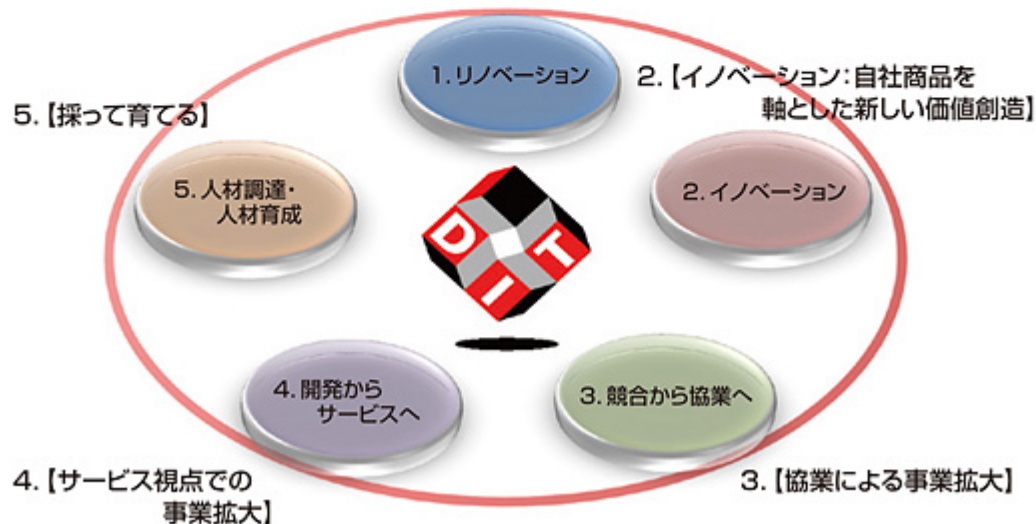 1. リノベーション
2.【イノベーション：自社商品を
軸とした新しい価値創造】
2. イノベーション
3. 競合から協業へ
3.【協業による事業拡大】
4. 開発から
サービスへ
4.【サービス視点での
事業拡大】
5.【採って育てる】
5. 人材調達・
人材育成
DIT